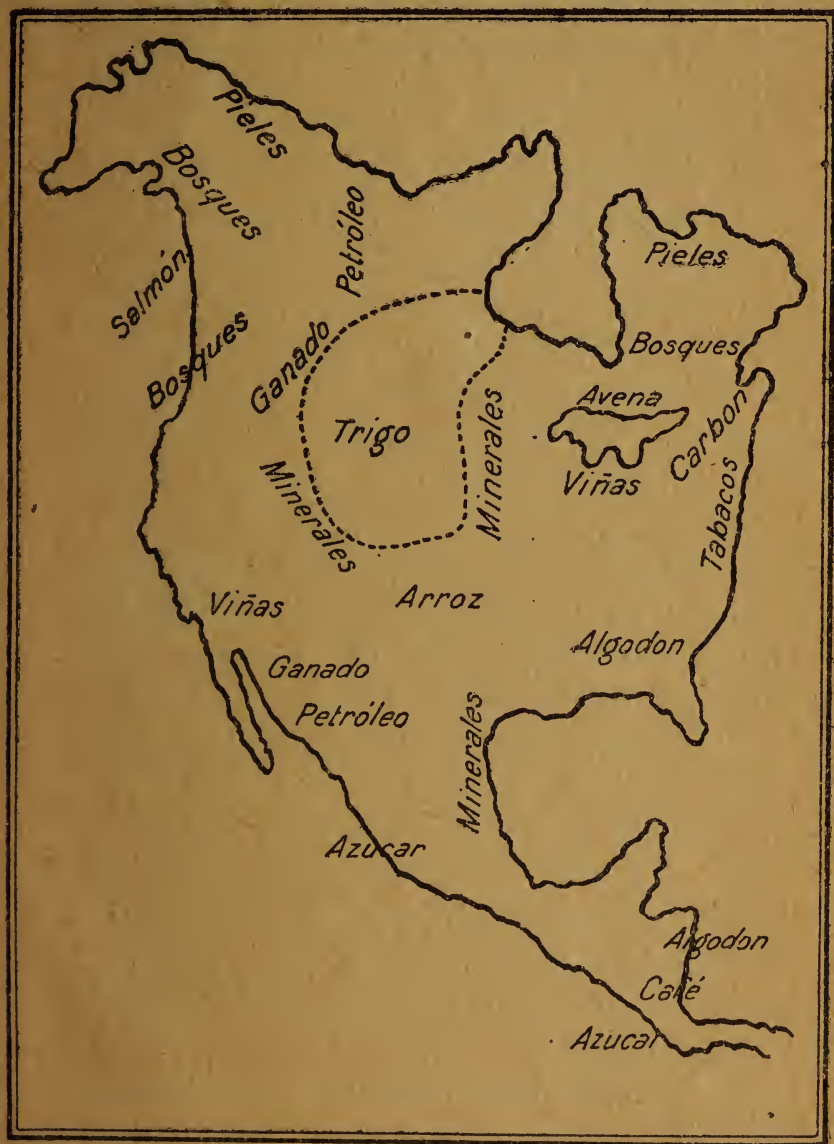 Pieles
Bosques
Petróleo
Salmón
Pieles
Bosques
Ganado
Bosques
Avena
Carbon
Trigo
Minerales
Viñas
Minerales
Tabacos
Viñas
Arroz
Algodon
Ganado
Petróleo
Minerales
Azucar
Algodon
Café
Azucar